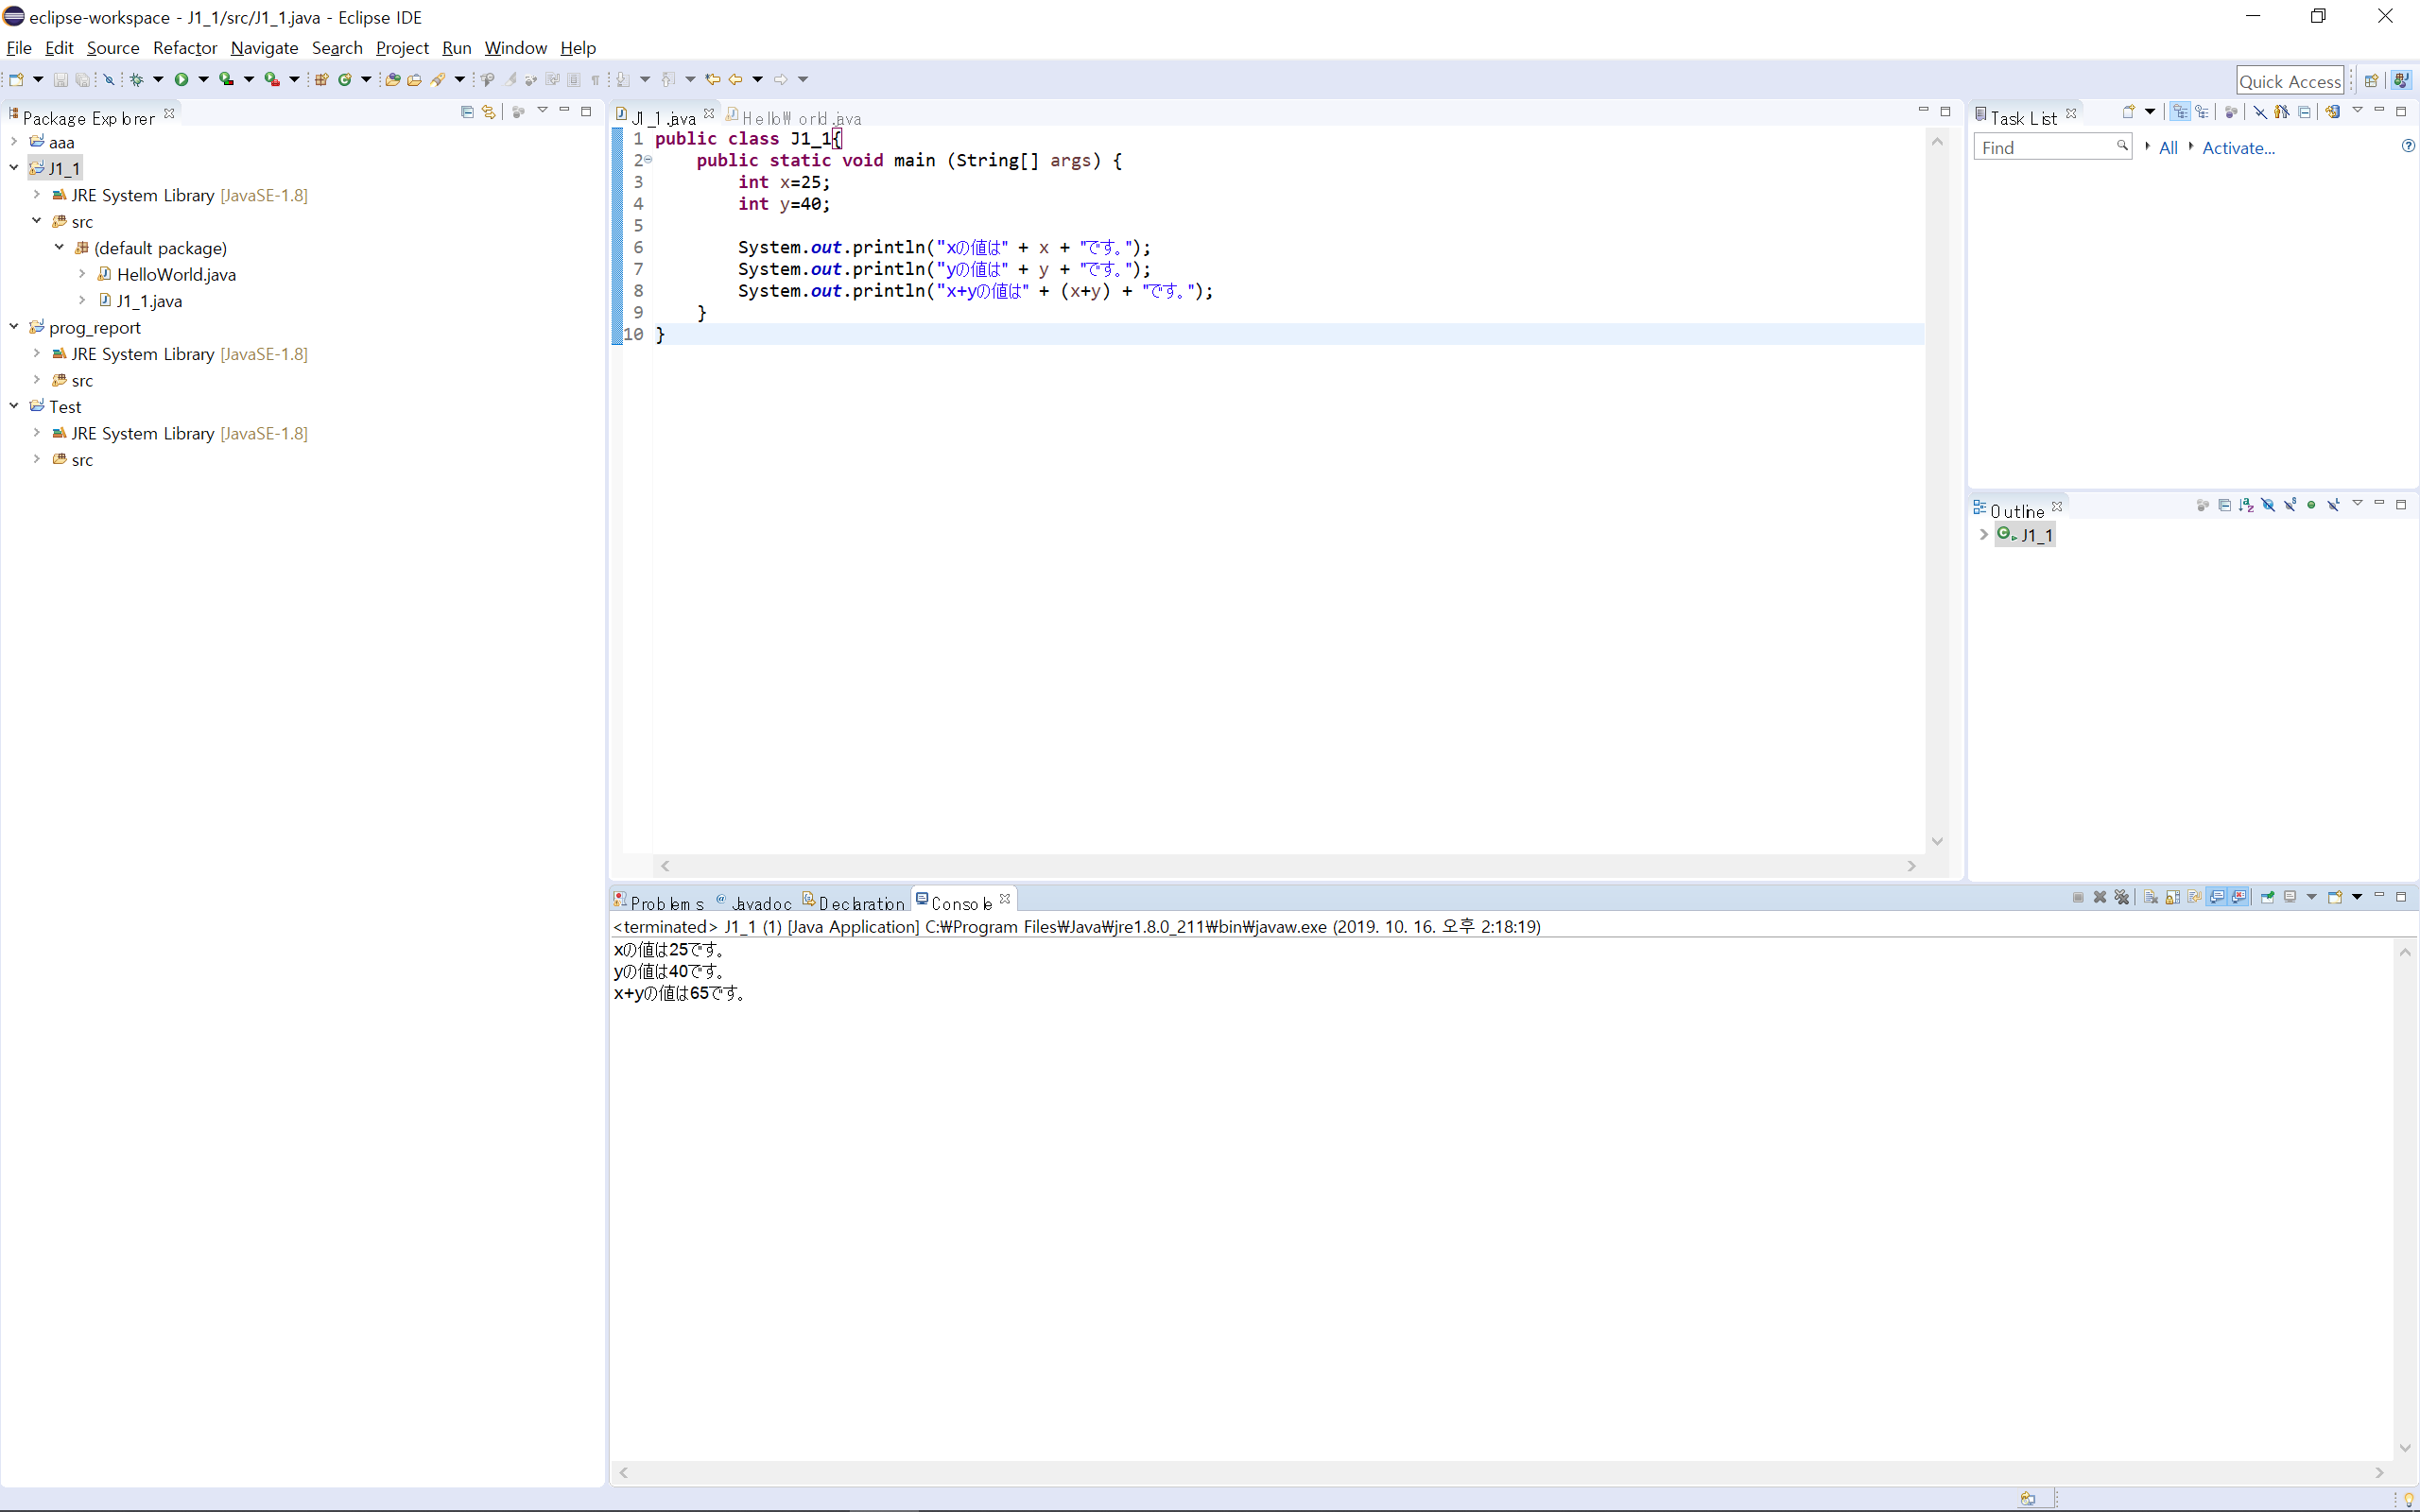 eclipse-workspace - J1_1/src/J1_1.java - Eclipse IDE
File Edit Source Refactor Navigate Search Project Run Window Help
Quick Access
Package Explorer
aaa
J1_1
JRE System Library [JavaSE-1.8]
src
(default package)
HelloWorld.java
J1_1.java
prog_report
JRE System Library [JavaSE-1.8]
src
Test
JRE System Library [JavaSE-1.8]
src
J1_1.java HelloWorld.java
1 public class J1_1{
2 public static void main (String[] args) {
3 int x=25;
4 int y=40;
5
6 System.out.println("xの値は" + x + "です。");
7 System.out.println("yの値は" + y + "です。");
8 System.out.println("x+yの値は" + (x+y) + "です。");
9 }
10 }
Task List
Find All Activate...
Outline
J1_1
Problems Javadoc Declaration Console
<terminated> J1_1 (1) [Java Application] C:₩Program Files₩Java₩jre1.8.0_211₩bin₩javaw.exe (2019. 10. 16. 오후 2:18:19)
xの値は25です。
yの値は40です。
x+yの値は65です。